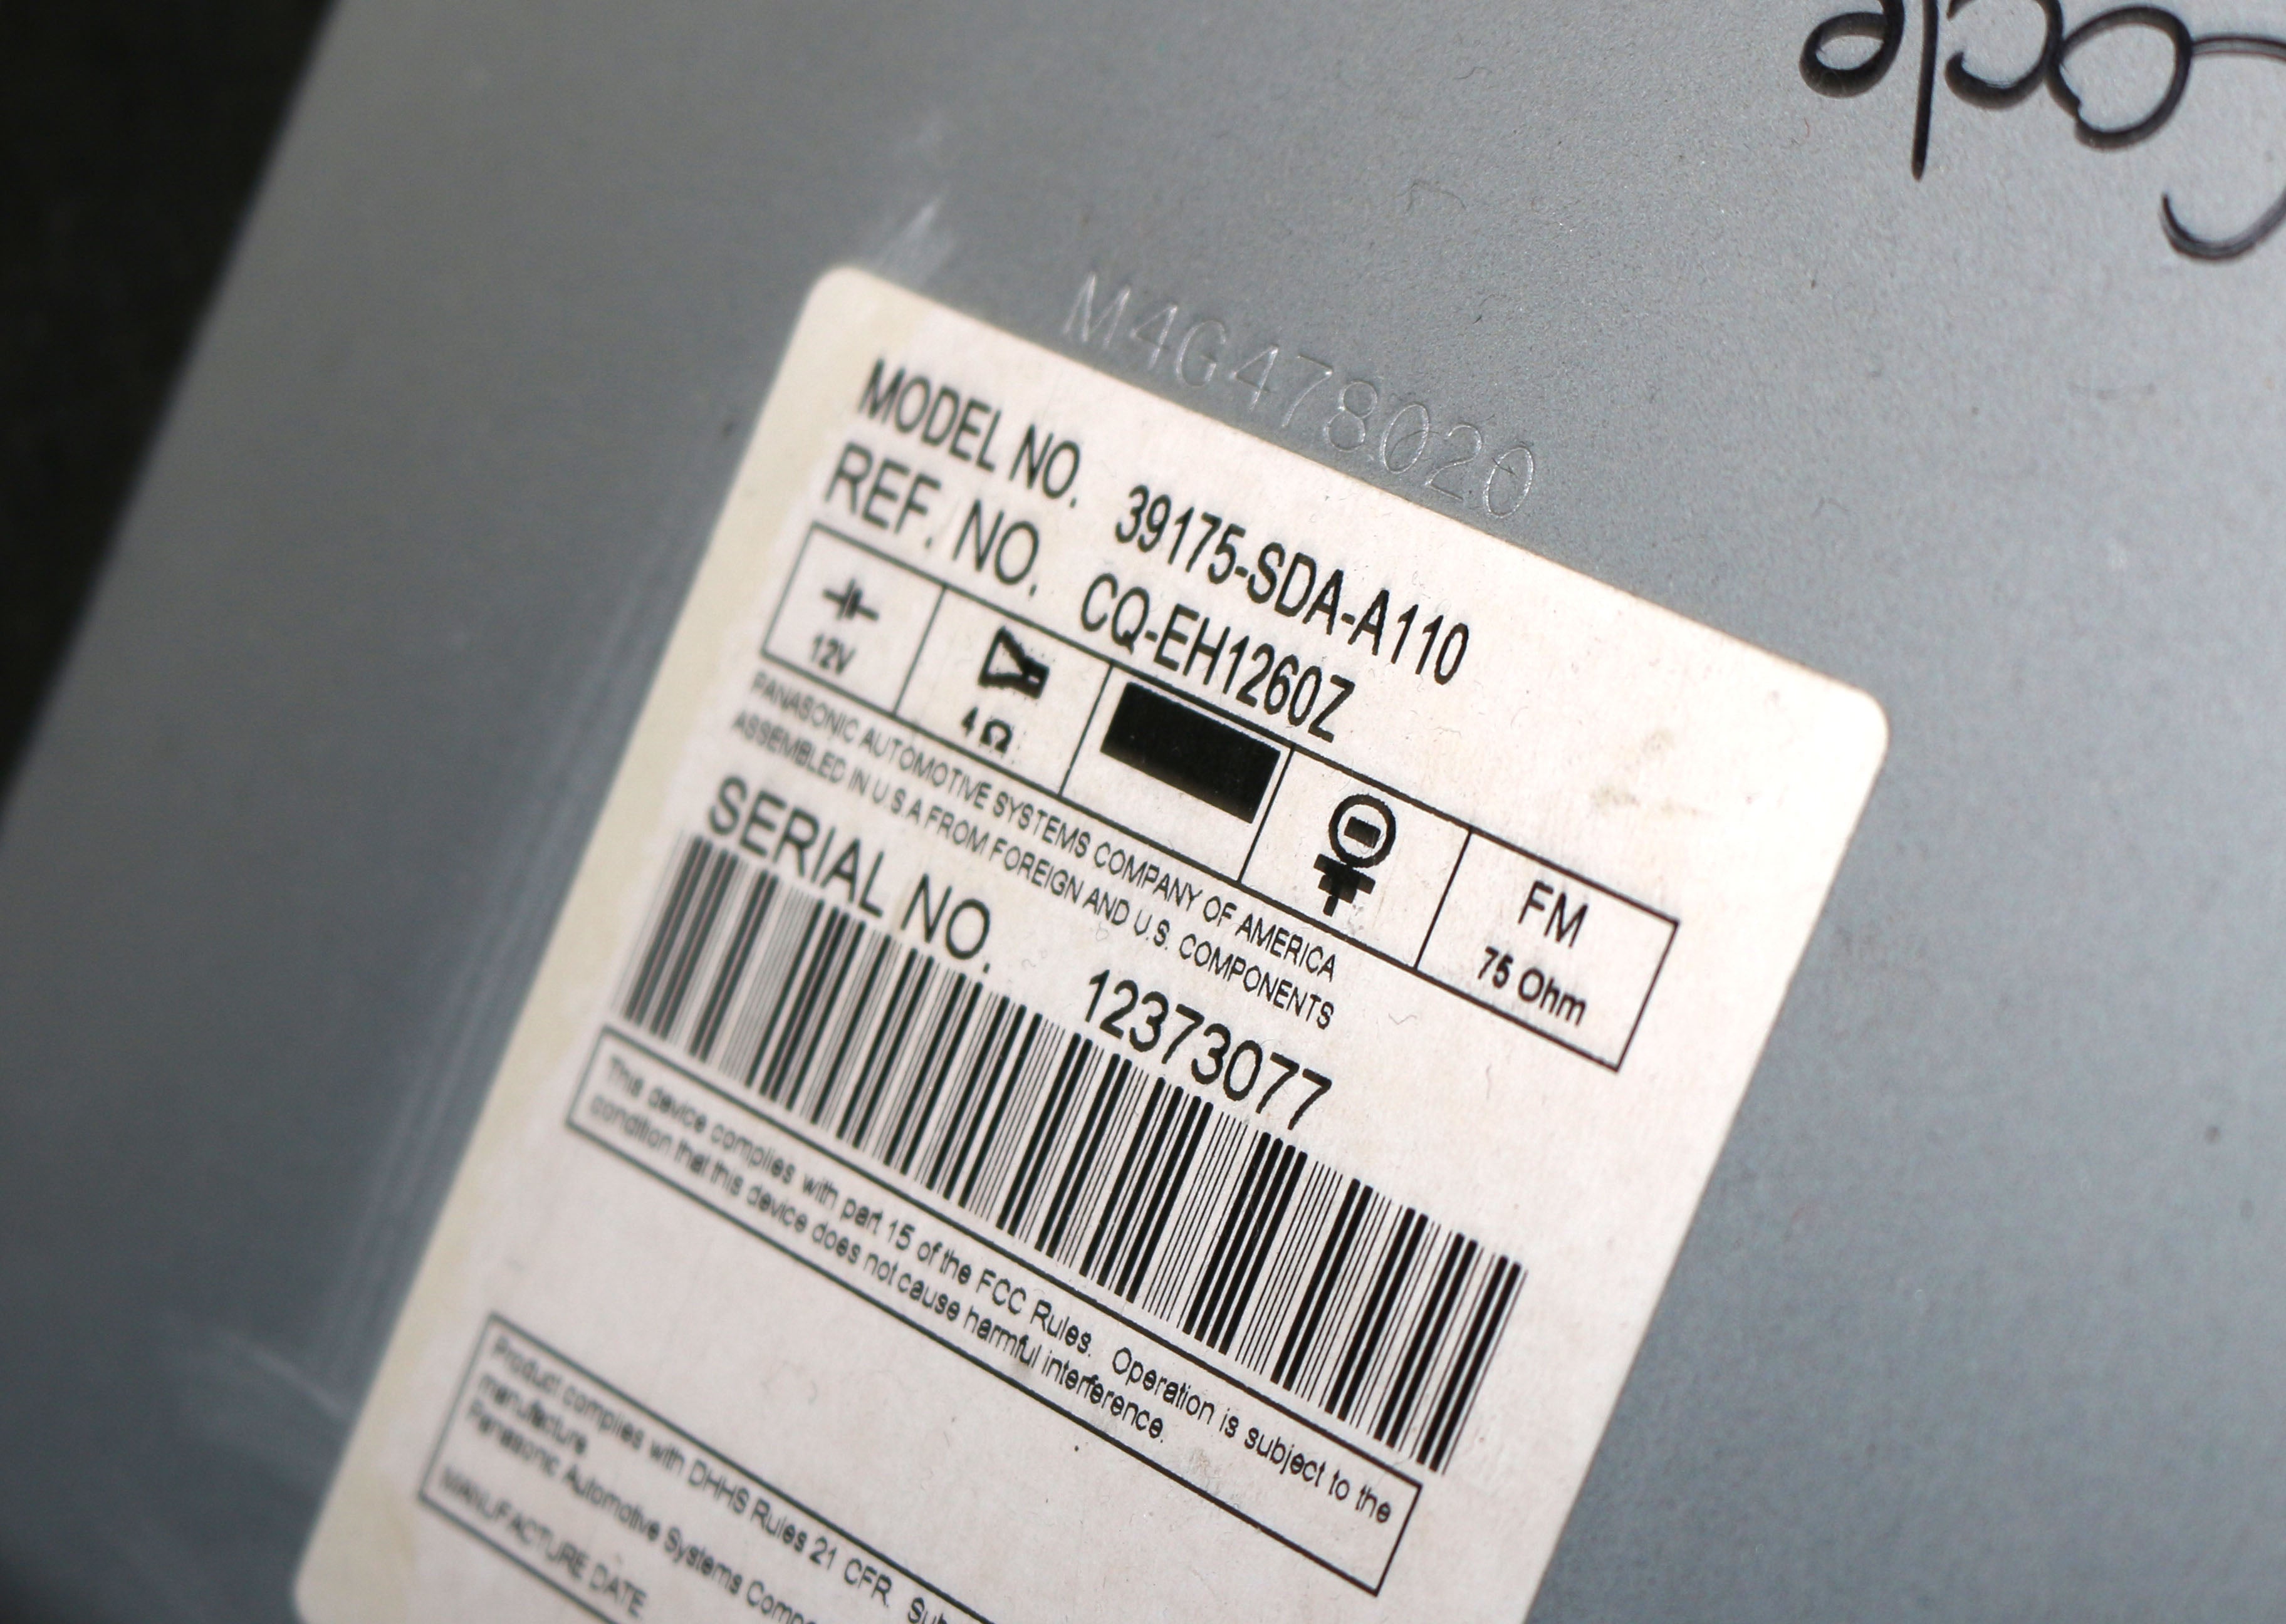 Code
M4G478020
MODEL NO. 39175-SDA-A110
REF. NO. CQ-EH1260Z
12V
4 Ω
FM
75 Ohm
PANASONIC AUTOMOTIVE SYSTEMS COMPANY OF AMERICA
ASSEMBLED IN U.S.A FROM FOREIGN AND U.S. COMPONENTS
SERIAL NO. 12373077
This device complies with part 15 of the FCC Rules. Operation is subject to the
condition that this device does not cause harmful interference.
Product complies with DHHS Rules 21 CFR.
manufacture
Panasonic Automotive Systems
MANUFACTURE DATE